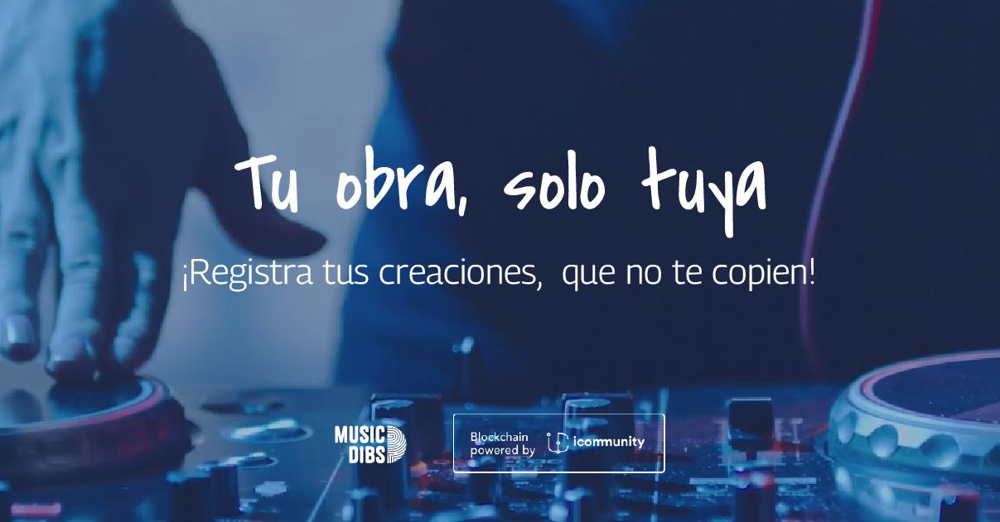 Tu obra, solo tuya
¡Registra tus creaciones, que no te copien!
MUSIC
DIBS
Blockchain
powered by
icommunity